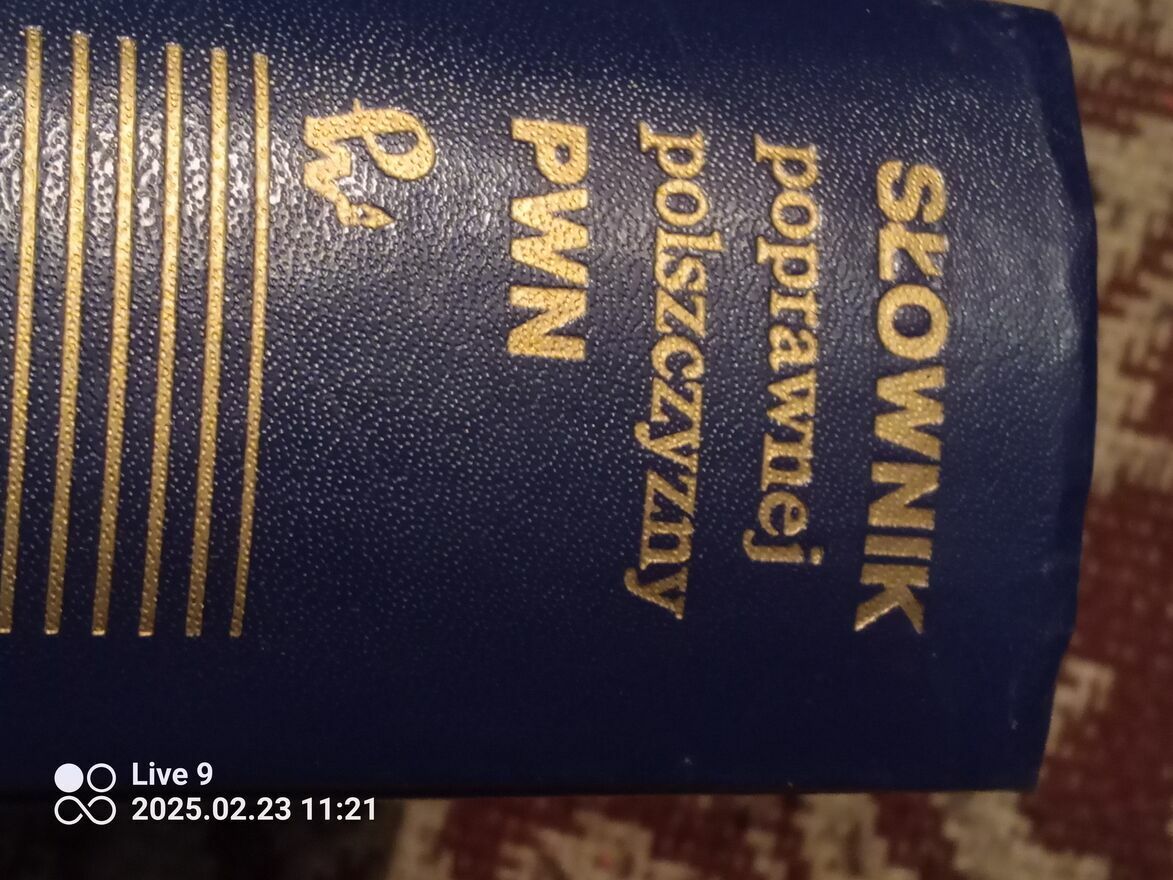 SŁOWNIK
poprawnej
polszczyzny
PWN
Live 9
2025.02.23 11:21